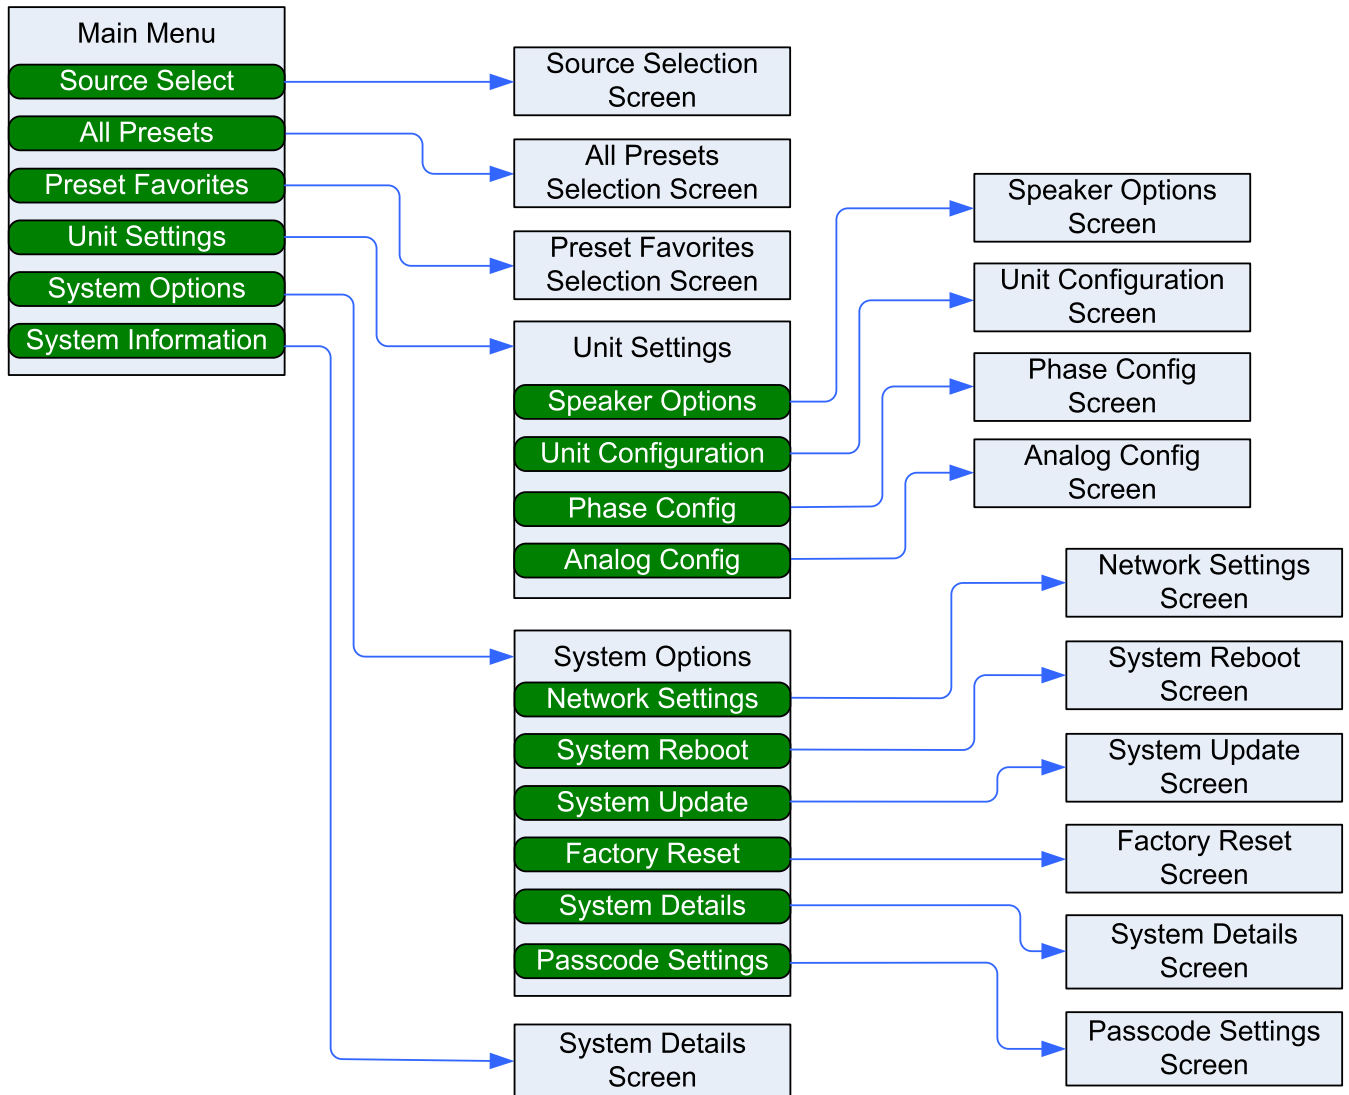 Main Menu
Source Select
All Presets
Preset Favorites
Unit Settings
System Options
System Information
Source Selection
Screen
All Presets
Selection Screen
Preset Favorites
Selection Screen
Unit Settings
Speaker Options
Unit Configuration
Phase Config
Analog Config
System Options
Network Settings
System Reboot
System Update
Factory Reset
System Details
Passcode Settings
System Details
Screen
Speaker Options
Screen
Unit Configuration
Screen
Phase Config
Screen
Analog Config
Screen
Network Settings
Screen
System Reboot
Screen
System Update
Screen
Factory Reset
Screen
System Details
Screen
Passcode Settings
Screen